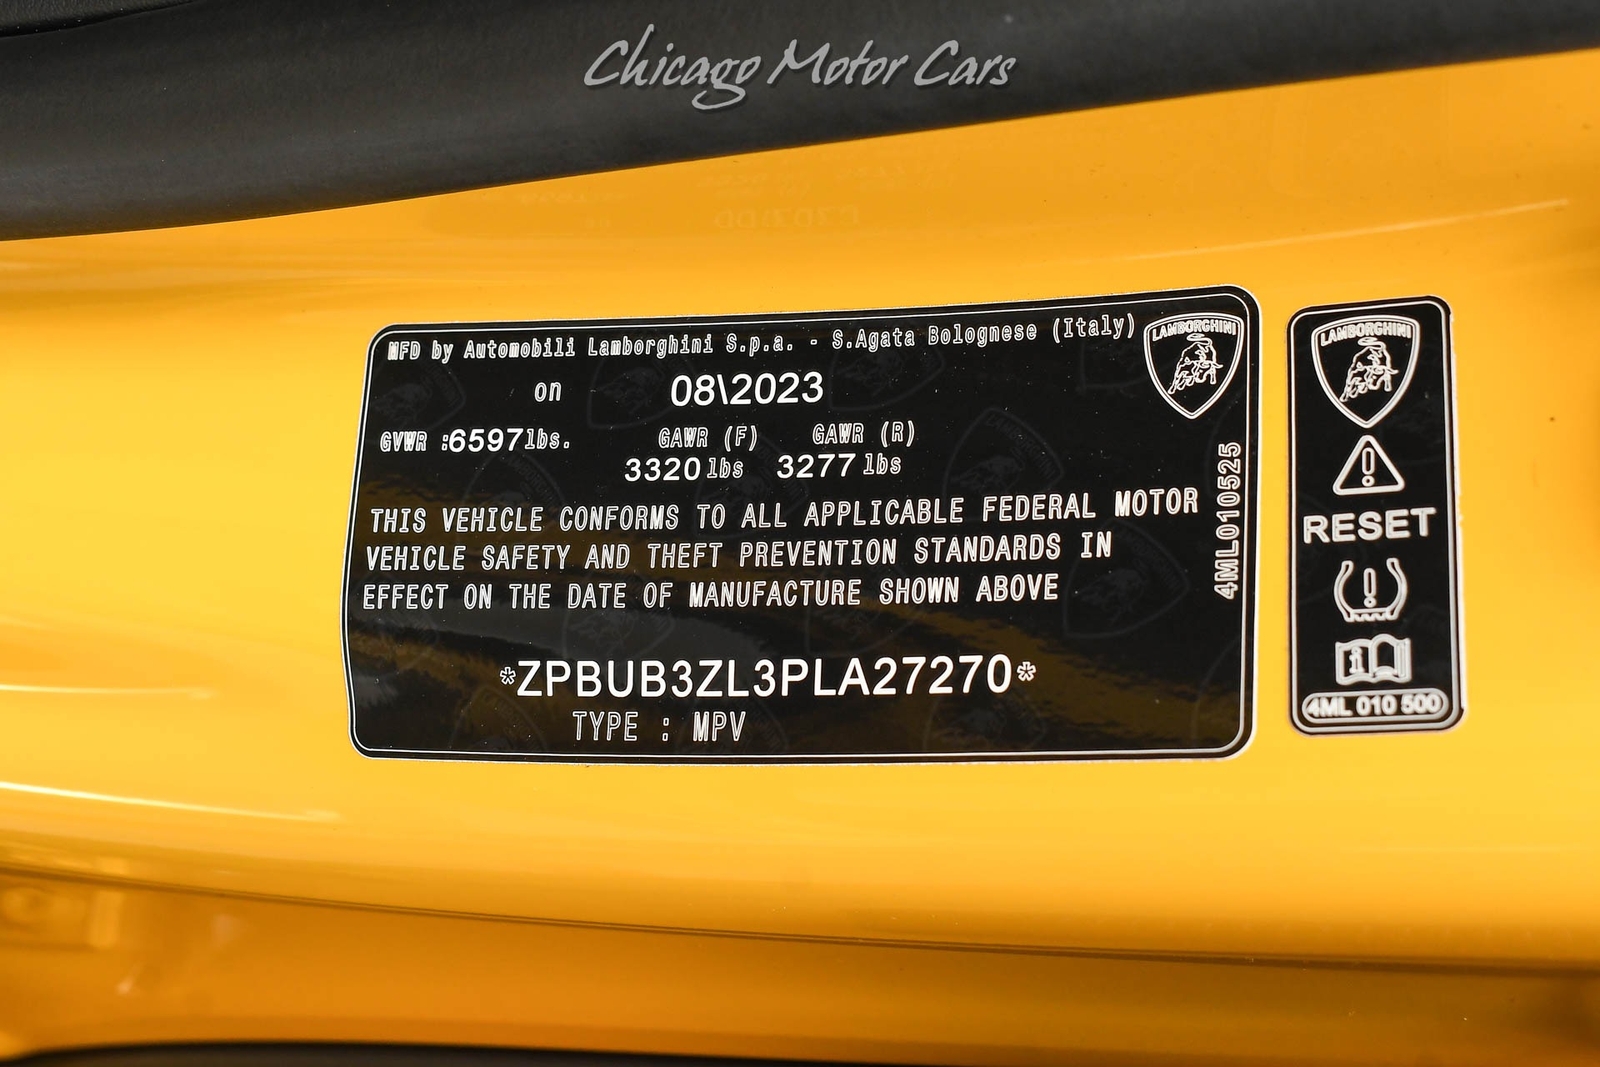 Chicago Motor Cars
MFD by Automobili Lamborghini S.p.a. - S.Agata Bolognese (Italy)
LAMBORGHINI
on 08\2023
GVWR :6597lbs. GAWR (F) GAWR (R)
3320 lbs 3277 lbs
THIS VEHICLE CONFORMS TO ALL APPLICABLE FEDERAL MOTOR
VEHICLE SAFETY AND THEFT PREVENTION STANDARDS IN
EFFECT ON THE DATE OF MANUFACTURE SHOWN ABOVE
*ZPBUB3ZL3PLA27270*
TYPE : MPV
4ML010525
LAMBORGHINI
RESET
4ML 010 500